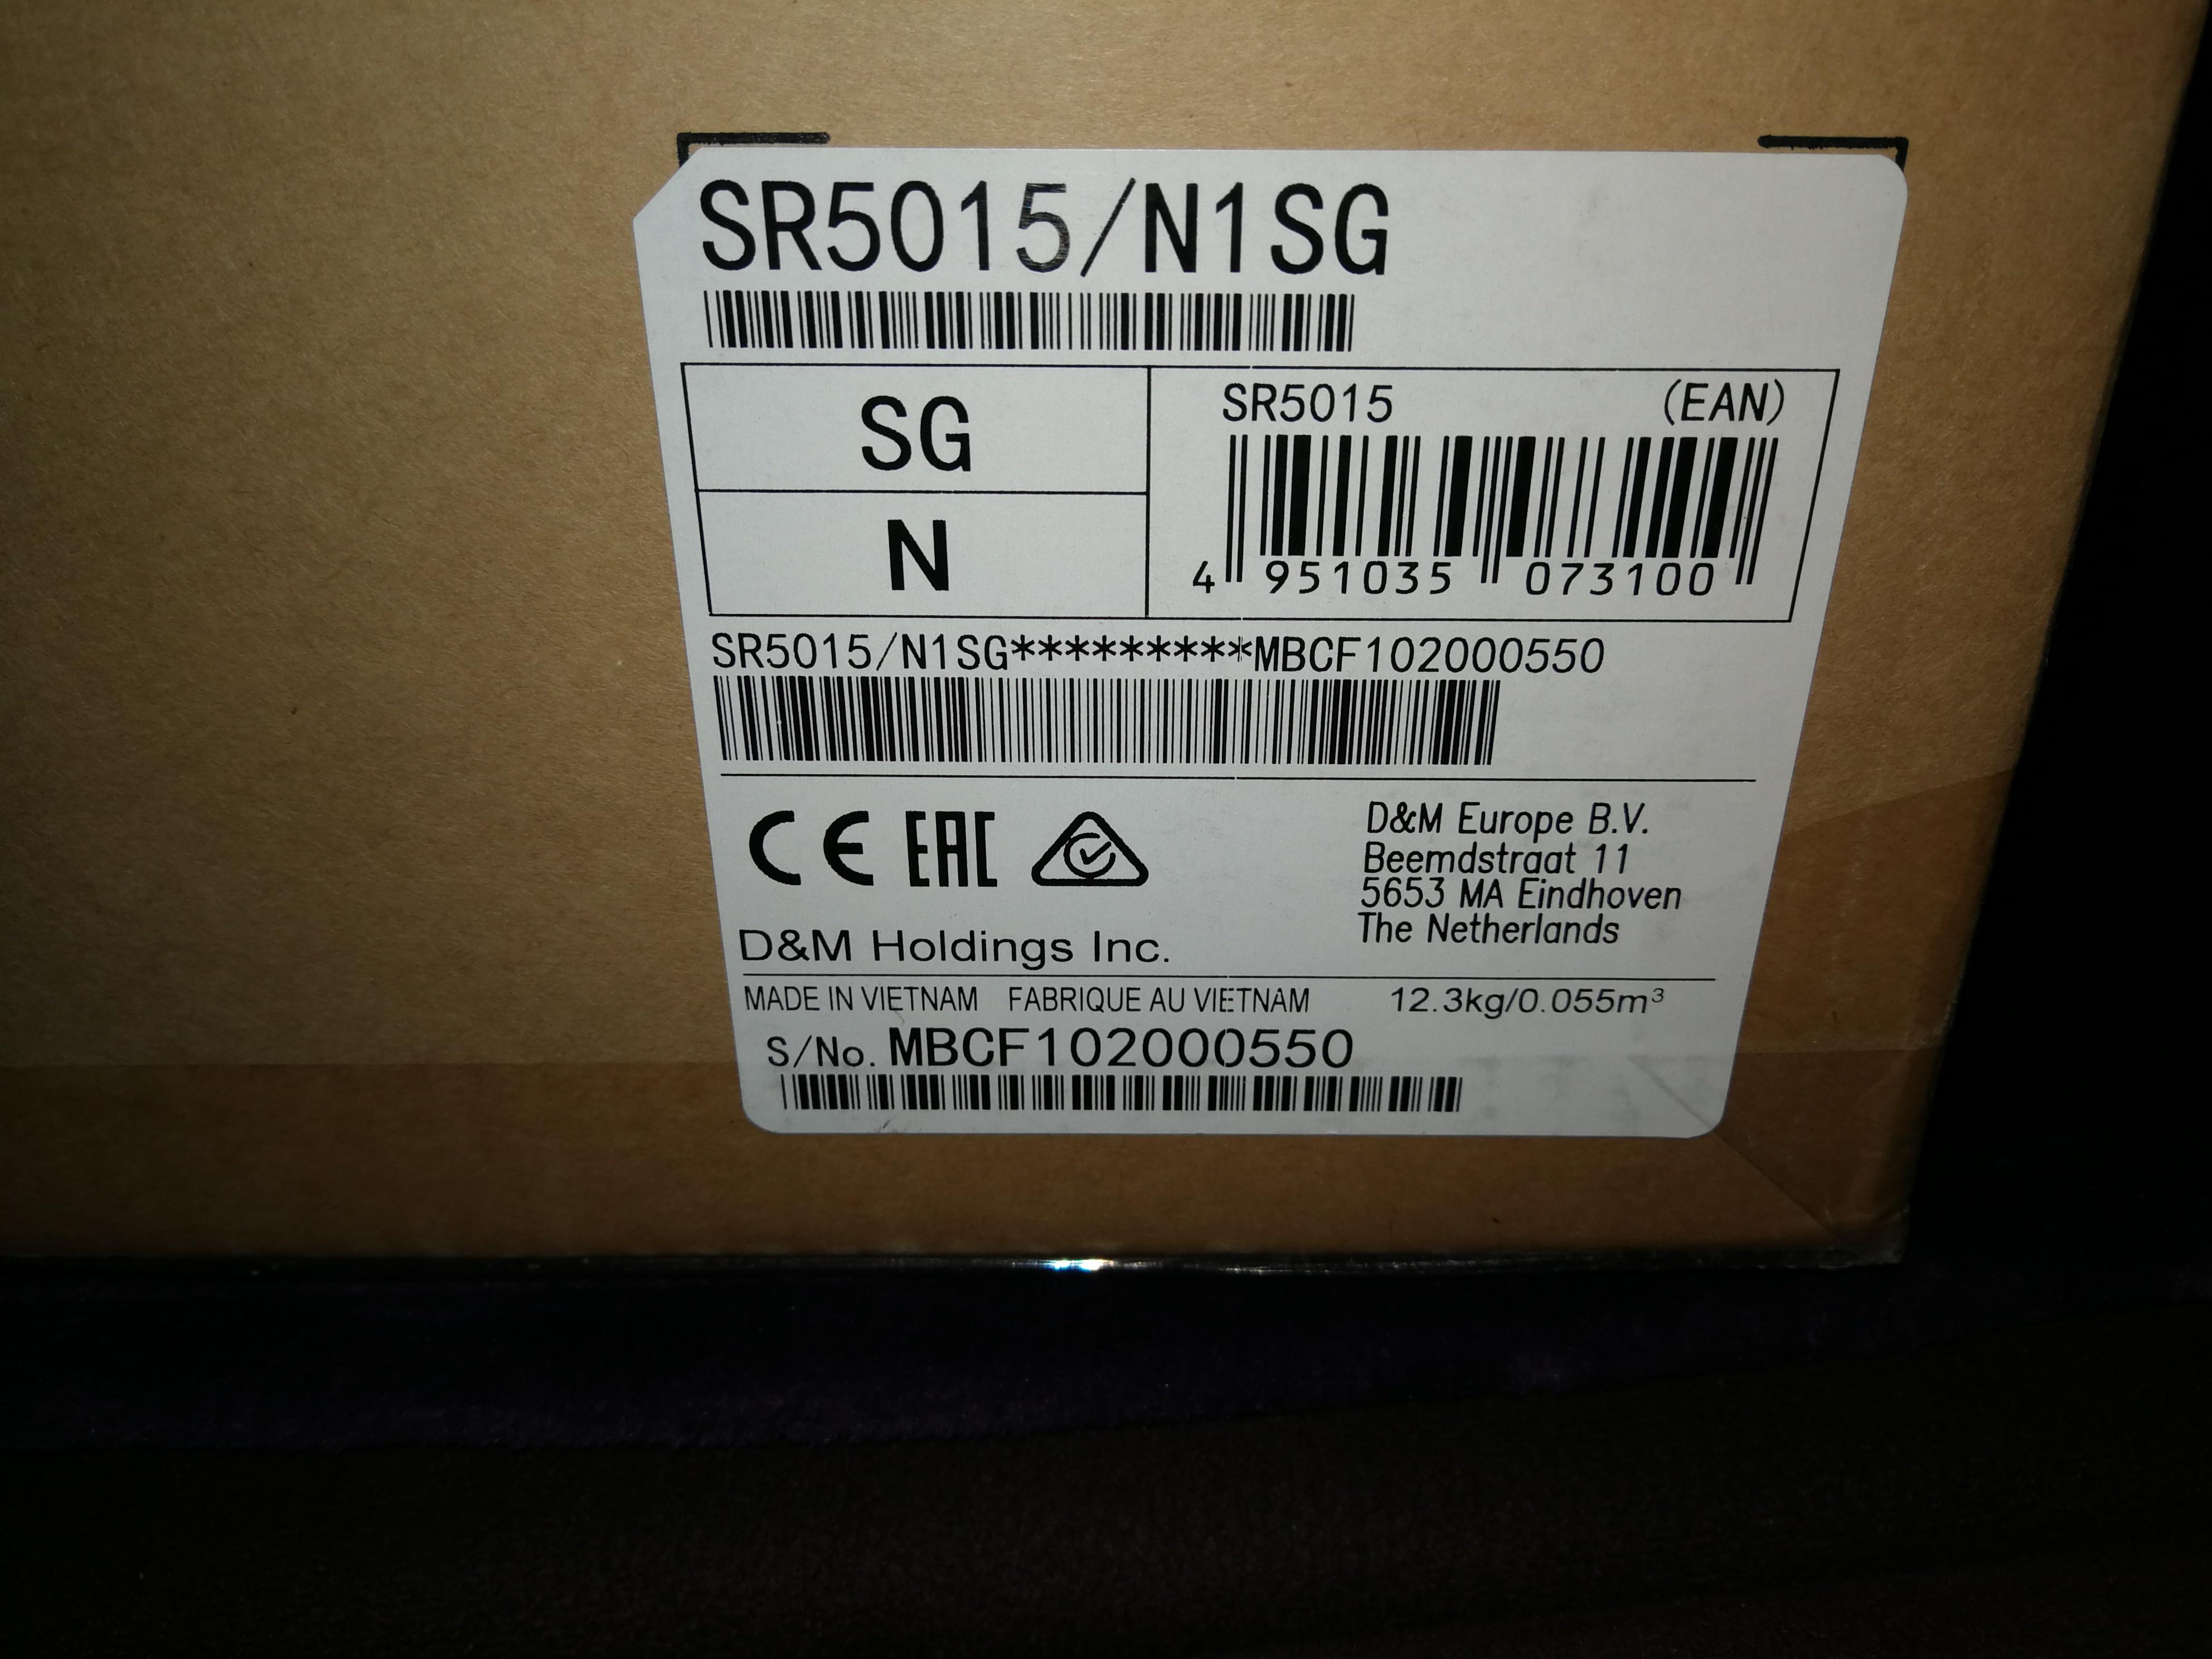 SR5015/N1SG
SG
N
SR5015 (EAN)
4 951035 073100
SR5015/N1SG*********MBCF102000550
CE EAC
D&M Europe B.V.
Beemdstraat 11
5653 MA Eindhoven
The Netherlands
D&M Holdings Inc.
MADE IN VIETNAM FABRIQUE AU VIETNAM 12.3kg/0.055m³
S/No. MBCF102000550